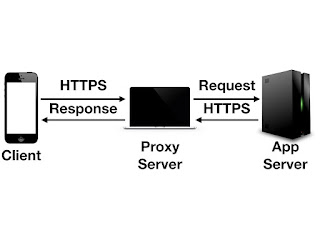 HTTPS
Response
Request
HTTPS
Client
Proxy
Server
App
Server